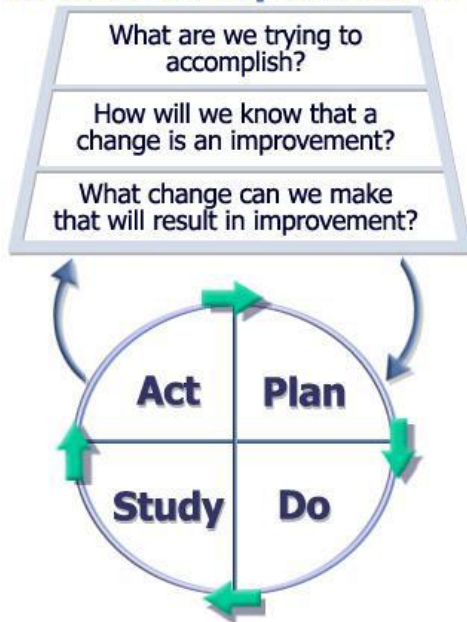 What are we trying to
accomplish?
How will we know that a
change is an improvement?
What change can we make
that will result in improvement?
Act
Plan
Study
Do